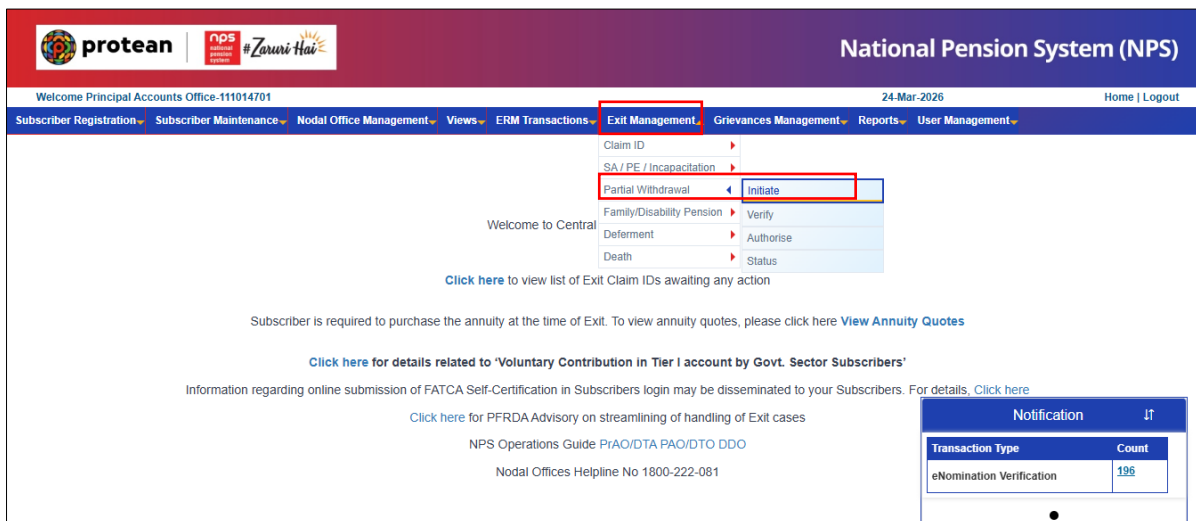 protean
nps
national
pension
system
#Zaruri Hai
National Pension System (NPS)
Welcome Principal Accounts Office-111014701 24-Mar-2026 Home | Logout
Subscriber Registration Subscriber Maintenance Nodal Office Management Views ERM Transactions Exit Management Grievances Management Reports User Management
Claim ID
SA / PE / Incapacitation
Partial Withdrawal Initiate
Family/Disability Pension Verify
Welcome to Central
Deferment Authorise
Death Status
Click here to view list of Exit Claim IDs awaiting any action
Subscriber is required to purchase the annuity at the time of Exit. To view annuity quotes, please click here View Annuity Quotes
Click here for details related to ‘Voluntary Contribution in Tier I account by Govt. Sector Subscribers’
Information regarding online submission of FATCA Self-Certification in Subscribers login may be disseminated to your Subscribers. For details, Click here
Click here for PFRDA Advisory on streamlining of handling of Exit cases
NPS Operations Guide PrAO/DTA PAO/DTO DDO
Nodal Offices Helpline No 1800-222-081
Notification
Transaction Type Count
eNomination Verification 196